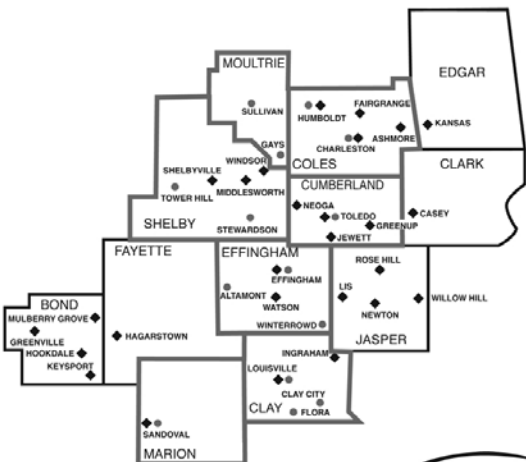 MOULTRIE
EDGAR
SULLIVAN
FAIRGRANGE
HUMBOLDT
KANSAS
ASHMORE
CHARLESTON
GAYS
COLES
WINDSOR
CLARK
SHELBYVILLE
CUMBERLAND
TOWER HILL
MIDDLESWORTH
NEOGA
TOLEDO
CASEY
GREENUP
SHELBY
STEWARDSON
JEWETT
FAYETTE
EFFINGHAM
ROSE HILL
EFFINGHAM
ALTAMONT
LIS
WILLOW HILL
WATSON
NEWTON
BOND
MULBERRY GROVE
WINTERROWD
GREENVILLE
HAGARSTOWN
JASPER
HOOKDALE
INGRAHAM
KEYSPORT
LOUISVILLE
CLAY CITY
CLAY
FLORA
SANDOVAL
MARION